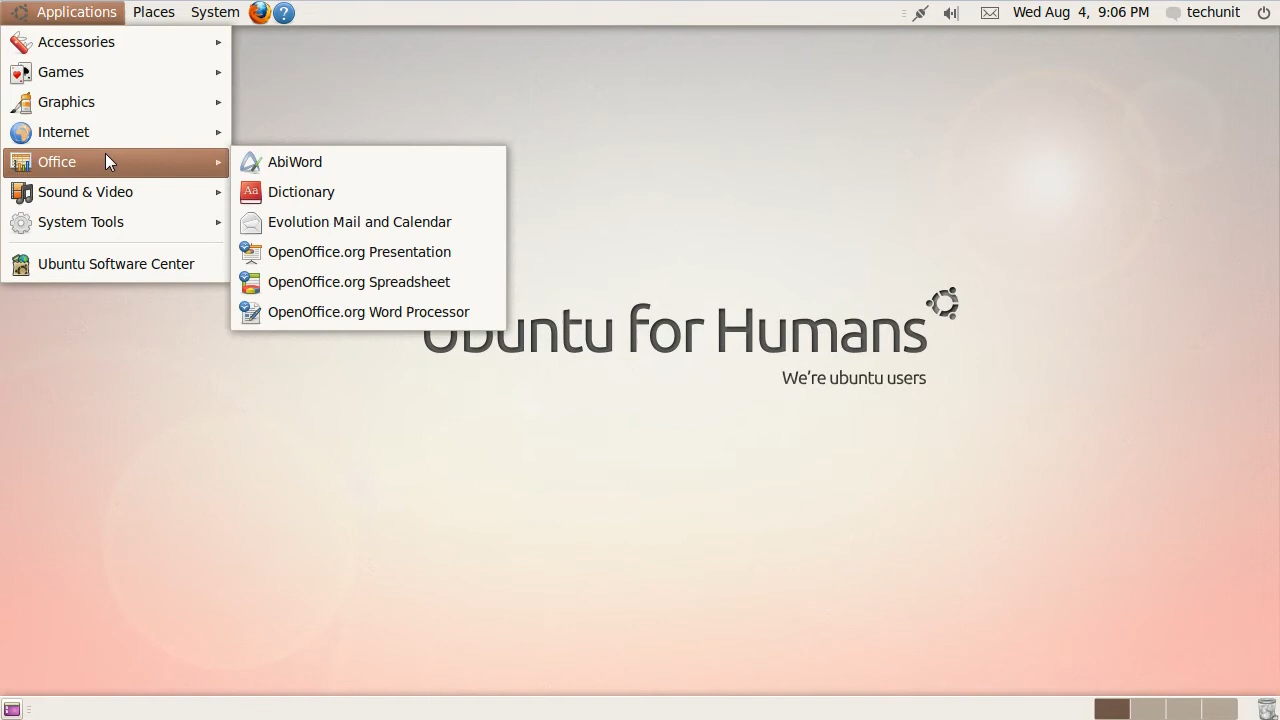 Applications Places System Wed Aug 4, 9:06 PM techunit
Accessories
Games
Graphics
Internet
Office
Sound & Video
System Tools
Ubuntu Software Center
AbiWord
Dictionary
Evolution Mail and Calendar
OpenOffice.org Presentation
OpenOffice.org Spreadsheet
OpenOffice.org Word Processor
Ubuntu for Humans
We're ubuntu users